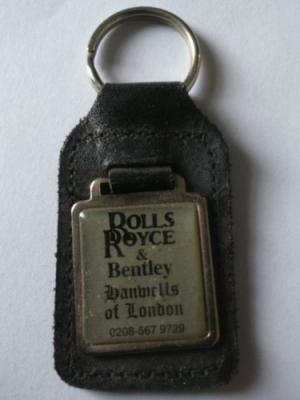 ROLLS
ROYCE
&
Bentley
Hanwells
of London
0208-567 9729